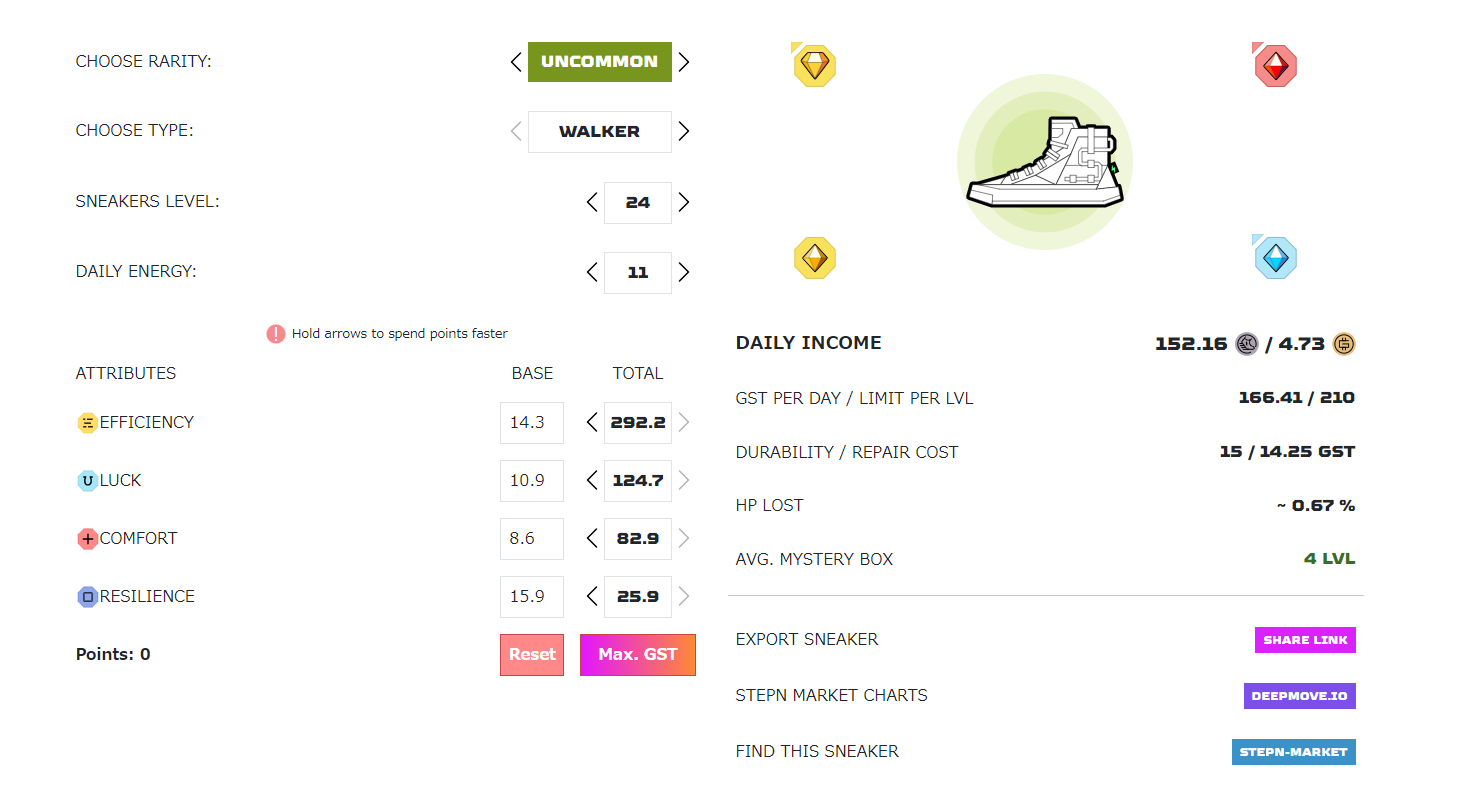 CHOOSE RARITY:
UNCOMMON
CHOOSE TYPE:
WALKER
SNEAKERS LEVEL:
24
DAILY ENERGY:
11
Hold arrows to spend points faster
ATTRIBUTES BASE TOTAL
EFFICIENCY 14.3 292.2
LUCK 10.9 124.7
COMFORT 8.6 82.9
RESILIENCE 15.9 25.9
Points: 0 Reset Max. GST
DAILY INCOME 152.16 / 4.73
GST PER DAY / LIMIT PER LVL 166.41 / 210
DURABILITY / REPAIR COST 15 / 14.25 GST
HP LOST ~ 0.67 %
AVG. MYSTERY BOX 4 LVL
EXPORT SNEAKER SHARE LINK
STEPN MARKET CHARTS DEEPMOVE.IO
FIND THIS SNEAKER STEPN-MARKET